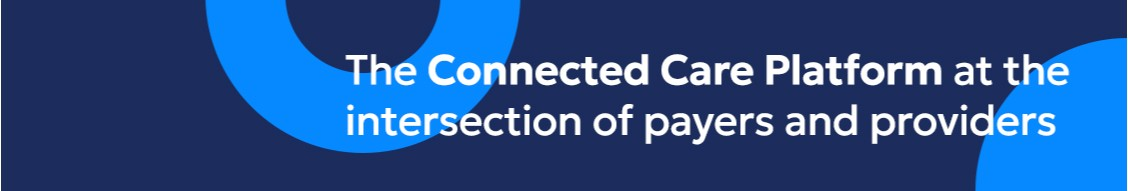 The Connected Care Platform at the
intersection of payers and providers